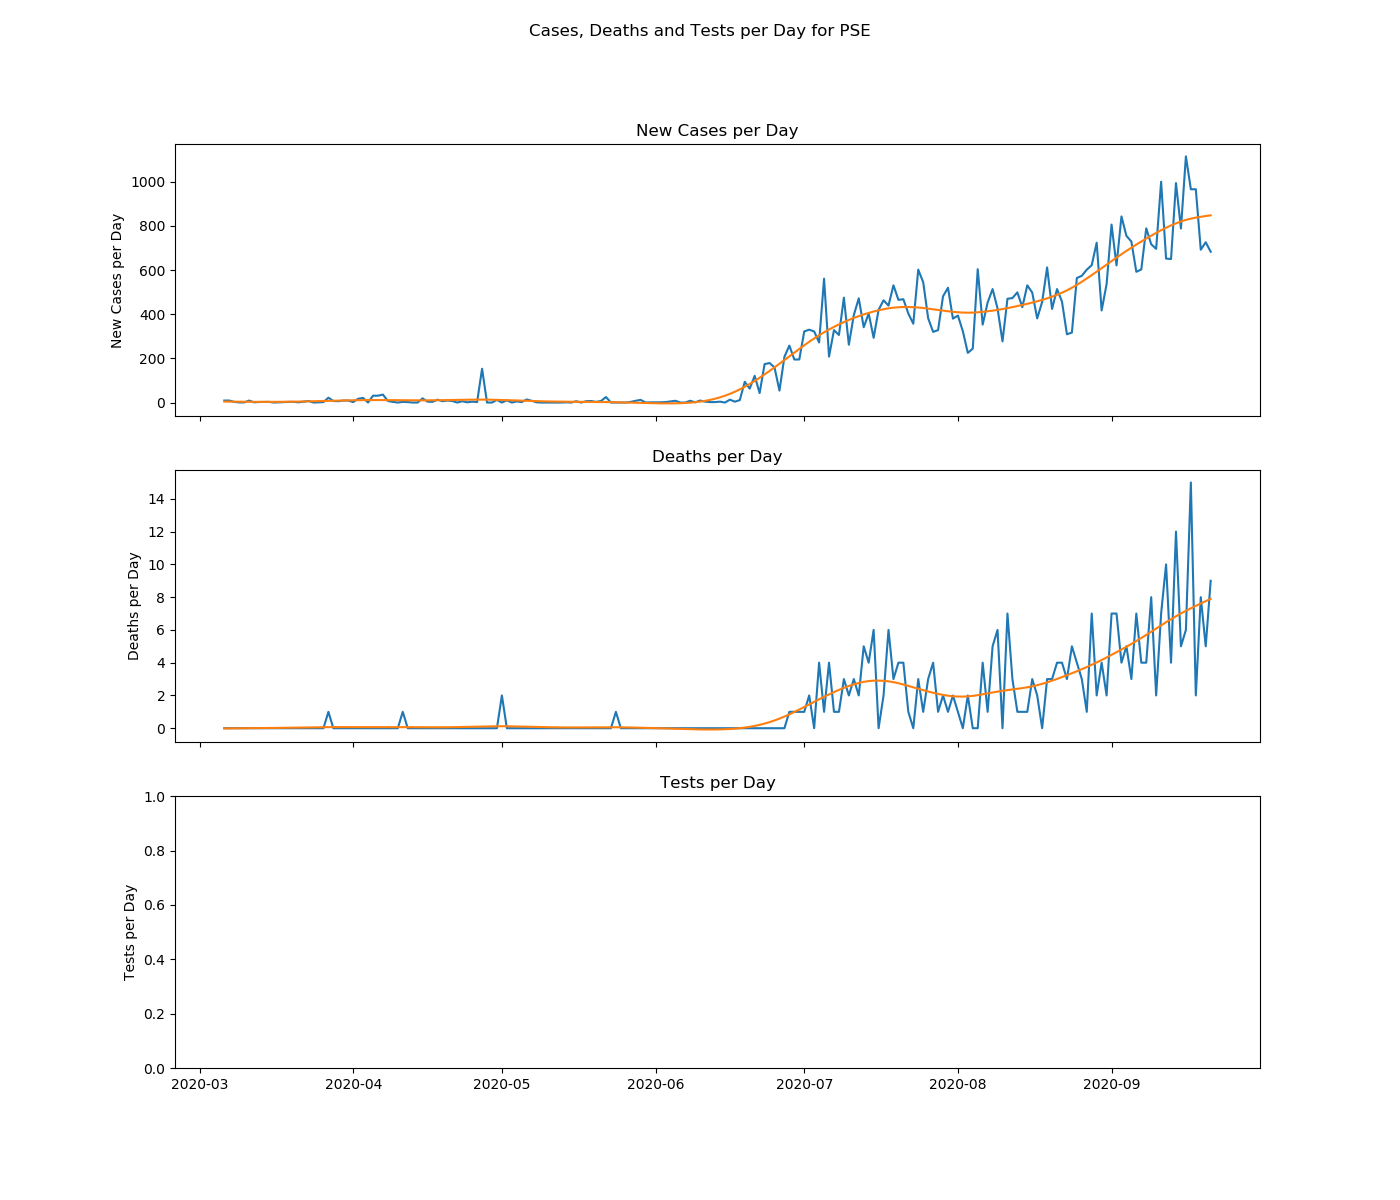 Cases, Deaths and Tests per Day for PSE
New Cases per Day
New Cases per Day
1000
800
600
400
200
0
Deaths per Day
Deaths per Day
14
12
10
8
6
4
2
0
Tests per Day
Tests per Day
1.0
0.8
0.6
0.4
0.2
0.0
2020-03 2020-04 2020-05 2020-06 2020-07 2020-08 2020-09